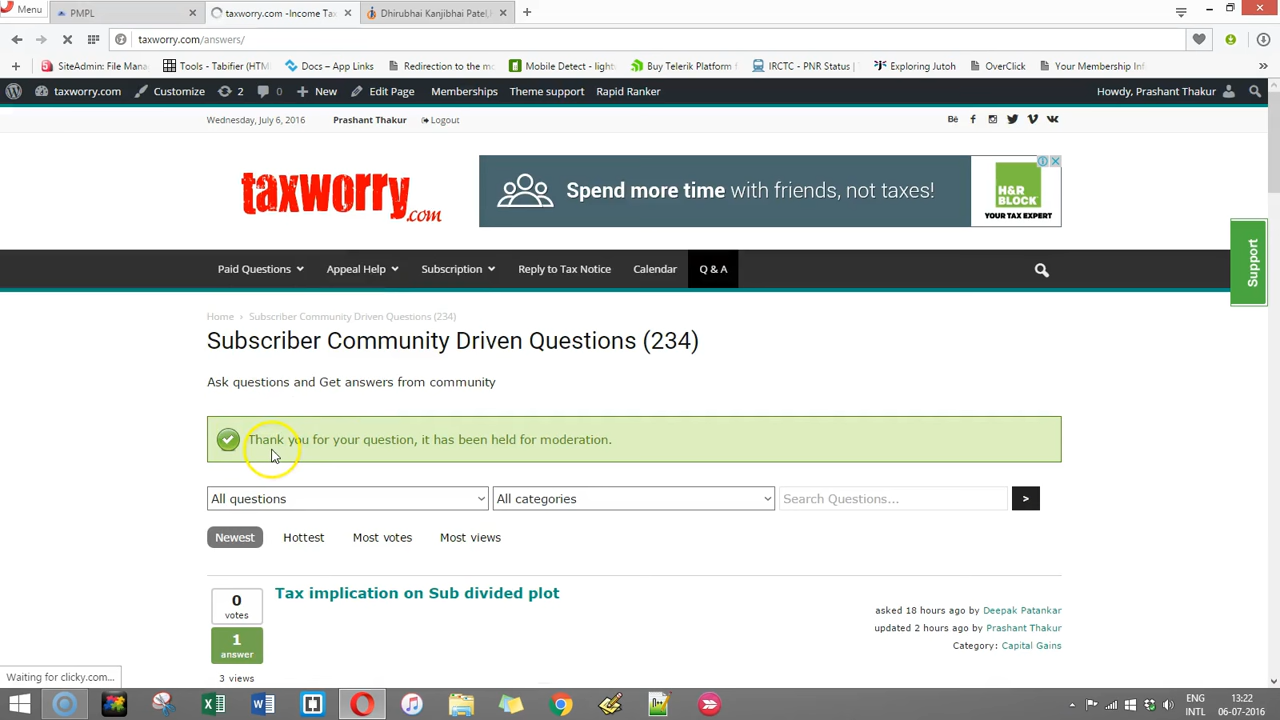 Menu
PMPL
taxworry.com -Income Ta
Dhirubhai Kanjibhai Patel,
taxworry.com/answers/
SiteAdmin: File Mana
Tools - Tabifier (HTM
Docs – App Links
Redirection to the mo
Mobile Detect - light
Buy Telerik Platform
IRCTC - PNR Status |
Exploring Jutoh
OverClick
Your Membership Inf
taxworry.com
Customize
2
0
New
Edit Page
Memberships
Theme support
Rapid Ranker
Howdy, Prashant Thakur
Wednesday, July 6, 2016
Prashant Thakur
Logout
taxworry.com
Spend more time with friends, not taxes!
H&R
BLOCK
YOUR TAX EXPERT
Paid Questions
Appeal Help
Subscription
Reply to Tax Notice
Calendar
Q & A
Support
Home › Subscriber Community Driven Questions (234)
Subscriber Community Driven Questions (234)
Ask questions and Get answers from community
Thank you for your question, it has been held for moderation.
All questions
All categories
Search Questions...
>
Newest
Hottest
Most votes
Most views
0
votes
1
answer
3 views
Tax implication on Sub divided plot
asked 18 hours ago by Deepak Patankar
updated 2 hours ago by Prashant Thakur
Category: Capital Gains
Waiting for clicky.com...
ENG
INTL
13:22
06-07-2016